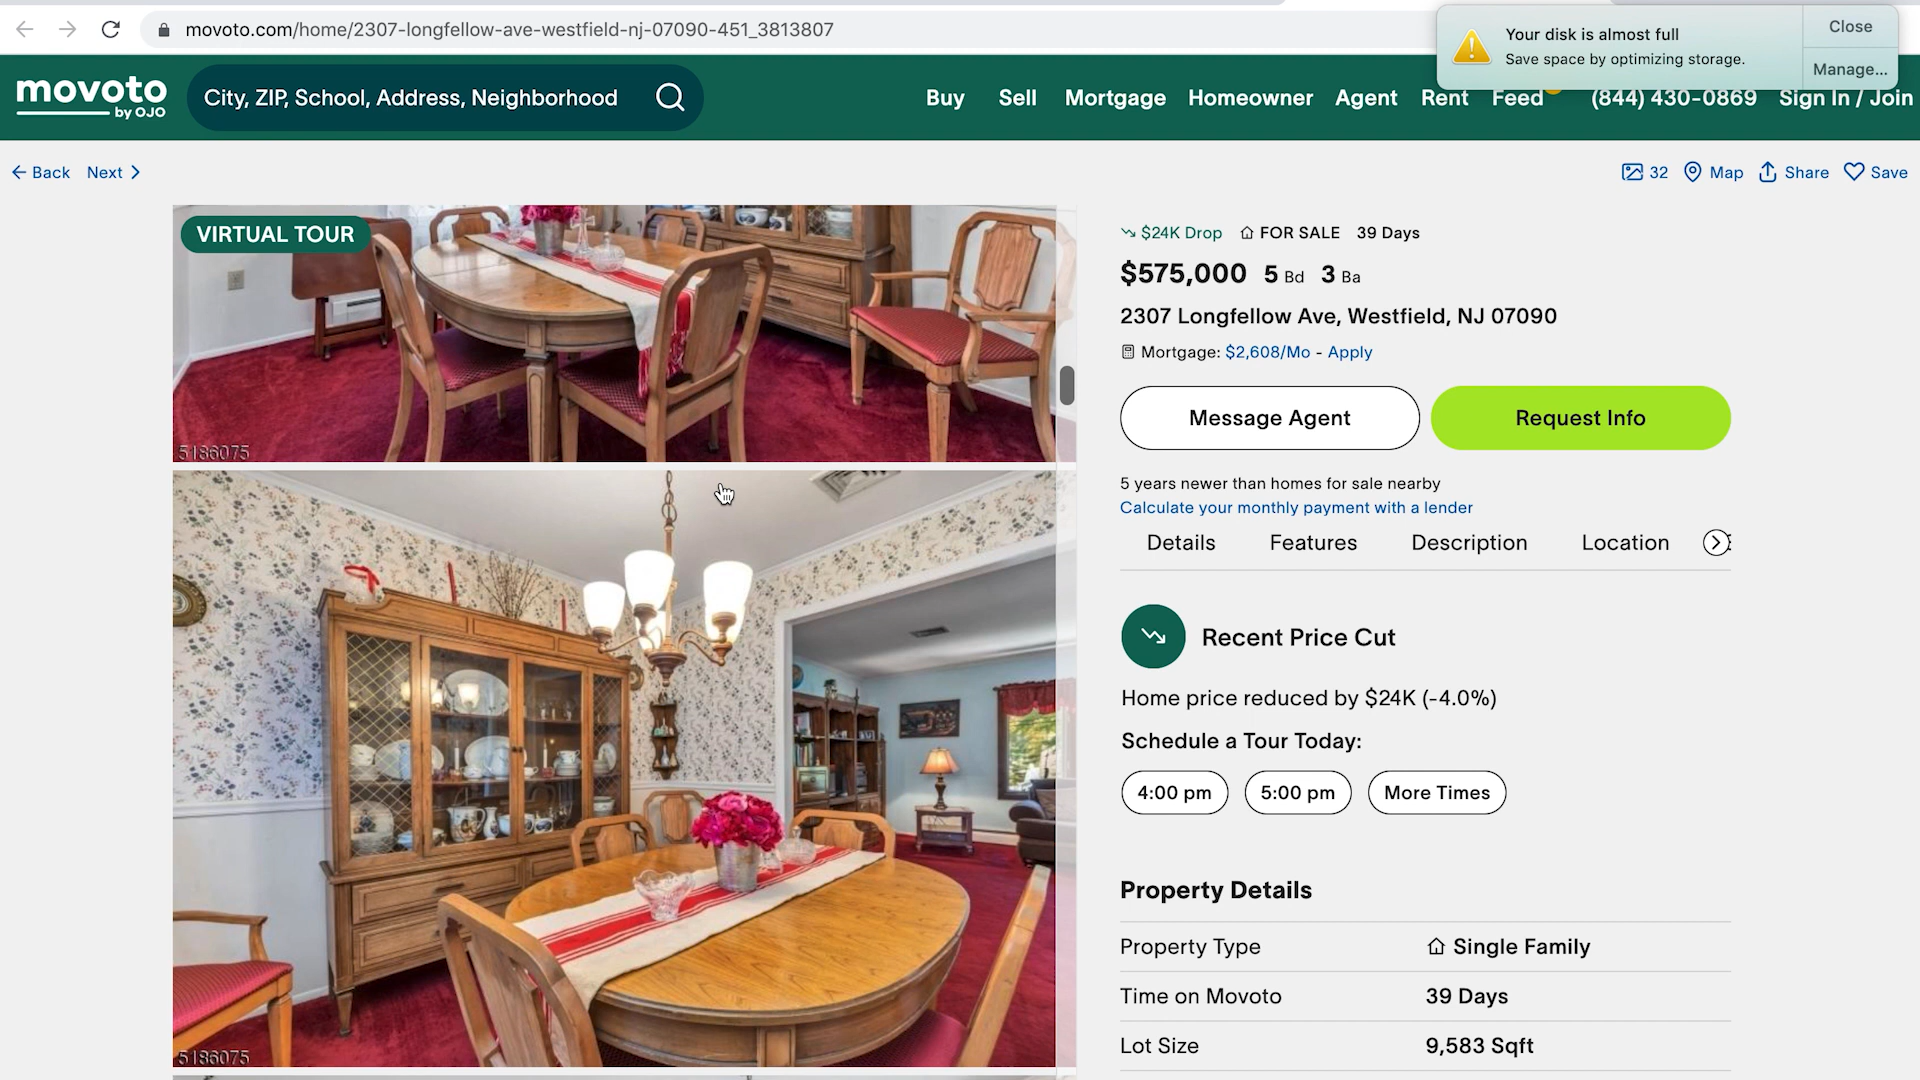 movoto.com/home/2307-longfellow-ave-westfield-nj-07090-451_3813807
Your disk is almost full
Save space by optimizing storage.
Close
Manage...
movoto
by OJO
City, ZIP, School, Address, Neighborhood
Buy Sell Mortgage Homeowner Agent Rent Feed (844) 430-0869 Sign In / Join
Back Next
32 Map Share Save
VIRTUAL TOUR
5186075
5186075
$24K Drop FOR SALE 39 Days
$575,000 5 Bd 3 Ba
2307 Longfellow Ave, Westfield, NJ 07090
Mortgage: $2,608/Mo - Apply
Message Agent Request Info
5 years newer than homes for sale nearby
Calculate your monthly payment with a lender
Details Features Description Location
Recent Price Cut
Home price reduced by $24K (-4.0%)
Schedule a Tour Today:
4:00 pm 5:00 pm More Times
Property Details
Property Type Single Family
Time on Movoto 39 Days
Lot Size 9,583 Sqft